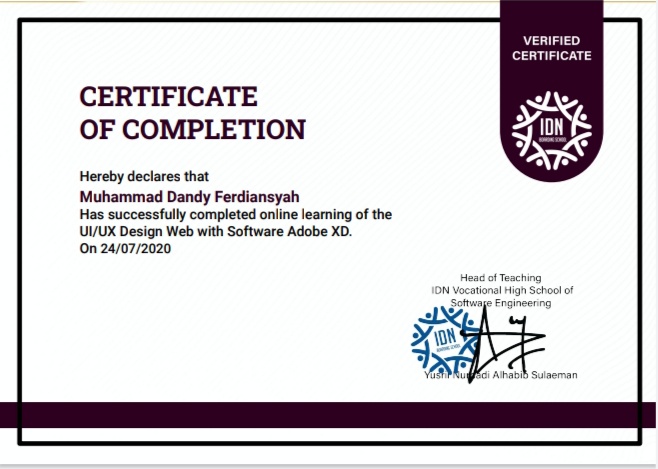 VERIFIED
CERTIFICATE
IDN
BOARDING SCHOOL
CERTIFICATE
OF COMPLETION
Hereby declares that
Muhammad Dandy Ferdiansyah
Has successfully completed online learning of the
UI/UX Design Web with Software Adobe XD.
On 24/07/2020
Head of Teaching
IDN Vocational High School of
Software Engineering
IDN
BOARDING SCHOOL
Yushi Alhabib Sulaeman